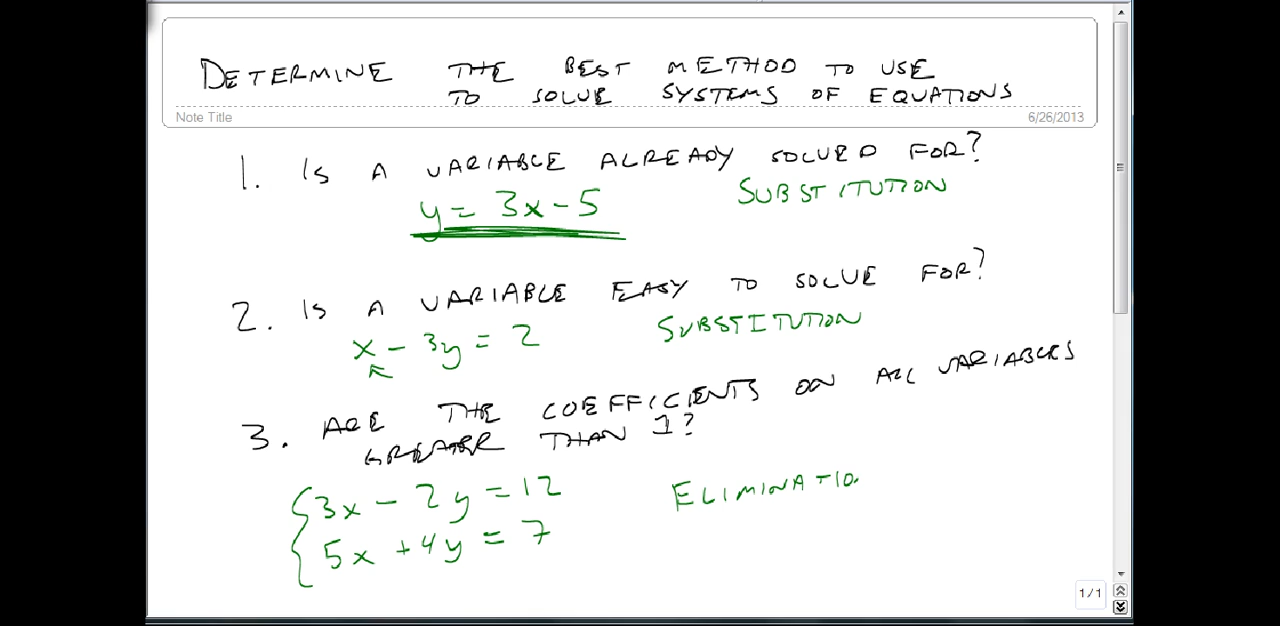 DETERMINE THE BEST METHOD TO USE
TO SOLVE SYSTEMS OF EQUATIONS
Note Title
6/26/2013
1. IS A VARIABLE ALREADY SOLVED FOR?
y = 3x - 5
SUBSTITUTION
2. IS A VARIABLE EASY TO SOLVE FOR?
x - 3y = 2
SUBSTITUTION
3. ARE THE COEFFICIENTS ON ALL VARIABLES
GREATER THAN 1?
3x - 2y = 12
5x + 4y = 7
ELIMINATIO
1/1